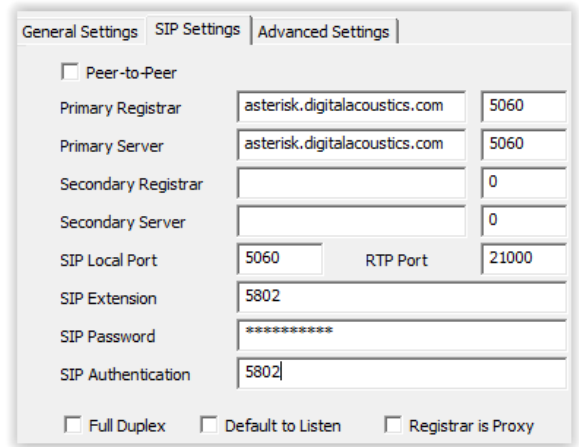 General Settings SIP Settings Advanced Settings
Peer-to-Peer
Primary Registrar asterisk.digitalacoustics.com 5060
Primary Server asterisk.digitalacoustics.com 5060
Secondary Registrar 0
Secondary Server 0
SIP Local Port 5060 RTP Port 21000
SIP Extension 5802
SIP Password **********
SIP Authentication 5802
Full Duplex Default to Listen Registrar is Proxy